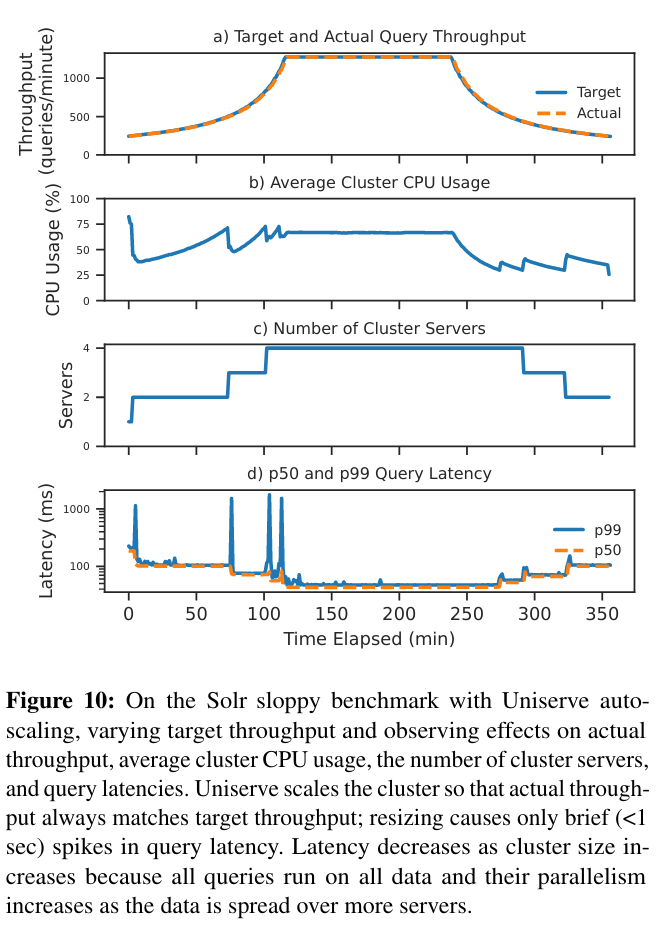 a) Target and Actual Query Throughput
Throughput
(queries/minute)
1000
500
0
Target
Actual
b) Average Cluster CPU Usage
CPU Usage (%)
100
75
50
25
0
c) Number of Cluster Servers
Servers
4
2
0
d) p50 and p99 Query Latency
Latency (ms)
1000
100
p99
p50
0 50 100 150 200 250 300 350
Time Elapsed (min)
Figure 10: On the Solr sloppy benchmark with Uniserve auto-
scaling, varying target throughput and observing effects on actual
throughput, average cluster CPU usage, the number of cluster servers,
and query latencies. Uniserve scales the cluster so that actual through-
put always matches target throughput; resizing causes only brief (<1
sec) spikes in query latency. Latency decreases as cluster size in-
creases because all queries run on all data and their parallelism
increases as the data is spread over more servers.